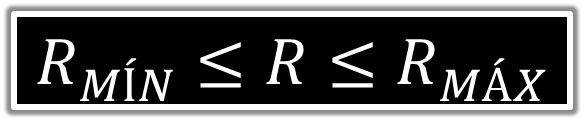 R_MÍN ≤ R ≤ R_MÁX